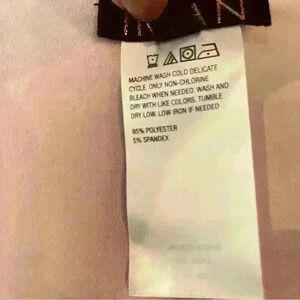 MACHINE WASH COLD DELICATE
CYCLE. ONLY NON-CHLORINE
BLEACH WHEN NEEDED. WASH AND
DRY WITH LIKE COLORS. TUMBLE
DRY LOW. LOW IRON IF NEEDED
95% POLYESTER
5% SPANDEX